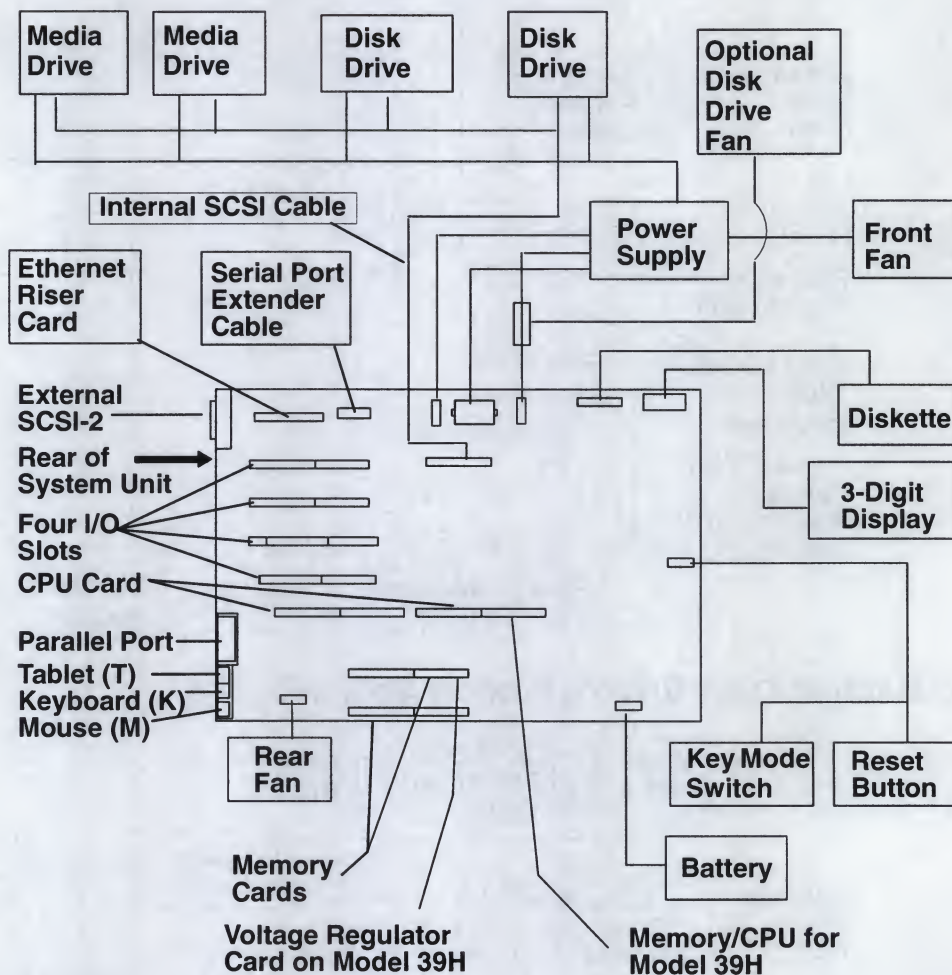 Media
Drive
Media
Drive
Disk
Drive
Disk
Drive
Optional
Disk
Drive
Fan
Internal SCSI Cable
Power
Supply
Front
Fan
Ethernet
Riser
Card
Serial Port
Extender
Cable
External
SCSI-2
Diskette
Rear of
System Unit
3-Digit
Display
Four I/O
Slots
CPU Card
Parallel Port
Tablet (T)
Keyboard (K)
Mouse (M)
Rear
Fan
Key Mode
Switch
Reset
Button
Memory
Cards
Battery
Voltage Regulator
Card on Model 39H
Memory/CPU for
Model 39H